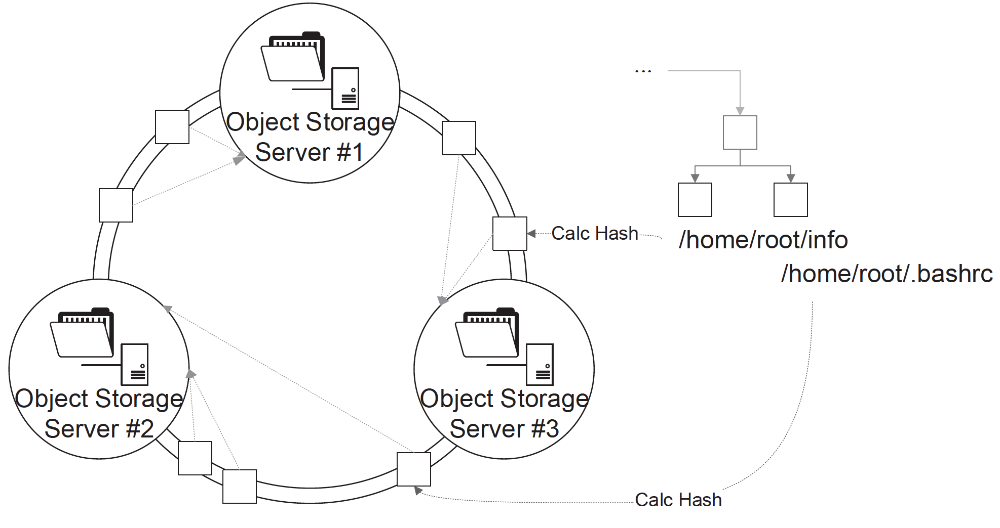 Object Storage
Server #1
...
Calc Hash
/home/root/info
/home/root/.bashrc
Object Storage
Server #2
Object Storage
Server #3
Calc Hash